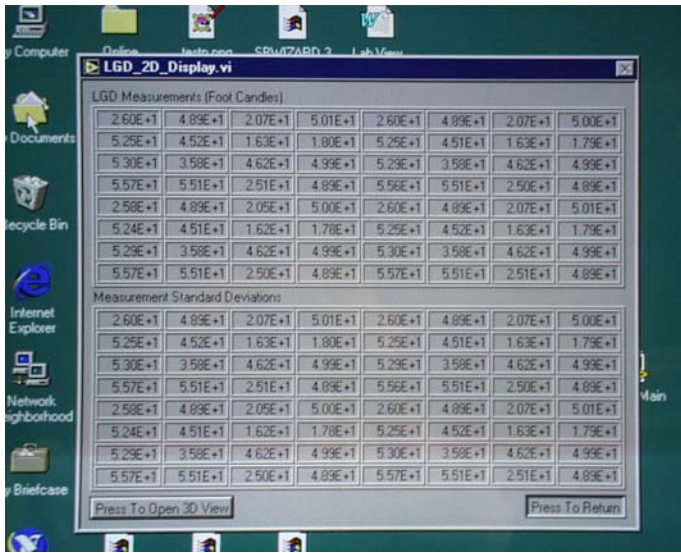 y Computer
Online
testp.png
LGD_2D_Display.vi
LGD Measurements (Foot Candles)
2.60E+1 4.89E+1 2.07E+1 5.01E+1 2.60E+1 4.89E+1 2.07E+1 5.00E+1
5.25E+1 4.52E+1 1.63E+1 1.80E+1 5.25E+1 4.51E+1 1.63E+1 1.79E+1
5.30E+1 3.58E+1 4.62E+1 4.99E+1 5.29E+1 3.58E+1 4.62E+1 4.99E+1
5.57E+1 5.51E+1 2.51E+1 4.89E+1 5.56E+1 5.51E+1 2.50E+1 4.89E+1
2.58E+1 4.89E+1 2.05E+1 5.00E+1 2.60E+1 4.89E+1 2.07E+1 5.01E+1
5.24E+1 4.51E+1 1.62E+1 1.78E+1 5.25E+1 4.52E+1 1.63E+1 1.79E+1
5.29E+1 3.58E+1 4.62E+1 4.99E+1 5.30E+1 3.58E+1 4.62E+1 4.99E+1
5.57E+1 5.51E+1 2.50E+1 4.89E+1 5.57E+1 5.51E+1 2.51E+1 4.89E+1
Measurement Standard Deviations
2.60E+1 4.89E+1 2.07E+1 5.01E+1 2.60E+1 4.89E+1 2.07E+1 5.00E+1
5.25E+1 4.52E+1 1.63E+1 1.80E+1 5.25E+1 4.51E+1 1.63E+1 1.79E+1
5.30E+1 3.58E+1 4.62E+1 4.99E+1 5.29E+1 3.58E+1 4.62E+1 4.99E+1
5.57E+1 5.51E+1 2.51E+1 4.89E+1 5.56E+1 5.51E+1 2.50E+1 4.89E+1
2.58E+1 4.89E+1 2.05E+1 5.00E+1 2.60E+1 4.89E+1 2.07E+1 5.01E+1
5.24E+1 4.51E+1 1.62E+1 1.78E+1 5.25E+1 4.52E+1 1.63E+1 1.79E+1
5.29E+1 3.58E+1 4.62E+1 4.99E+1 5.30E+1 3.58E+1 4.62E+1 4.99E+1
5.57E+1 5.51E+1 2.50E+1 4.89E+1 5.57E+1 5.51E+1 2.51E+1 4.89E+1
Press To Open 3D View
Press To Return
Documents
ecycle Bin
Internet
Explorer
Network
ighborhood
y Briefcase
Main